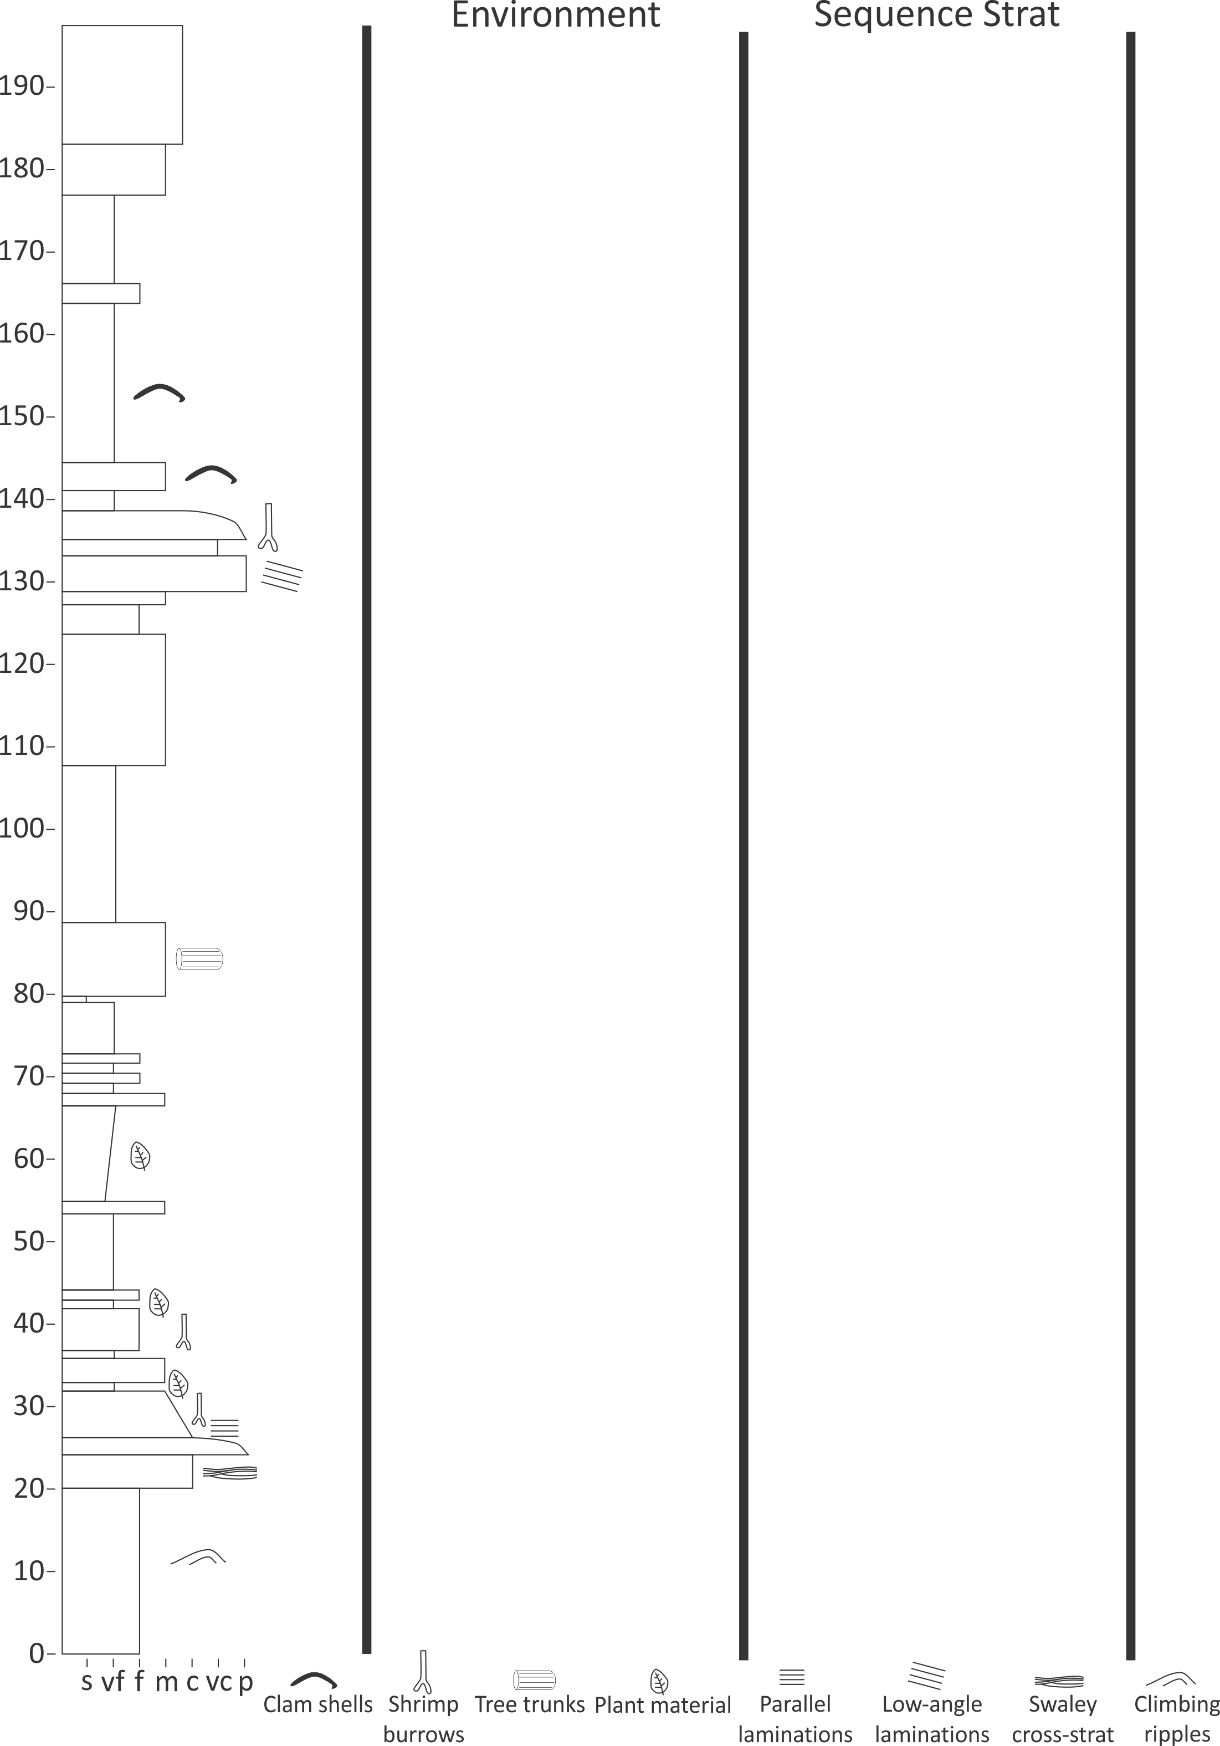 Environment
Sequence Strat
190
180
170
160
150
140
130
120
110
100
90
80
70
60
50
40
30
20
10
0
s vf f m c vc p
Clam shells
Shrimp
burrows
Tree trunks
Plant material
Parallel
laminations
Low-angle
laminations
Swaley
cross-strat
Climbing
ripples